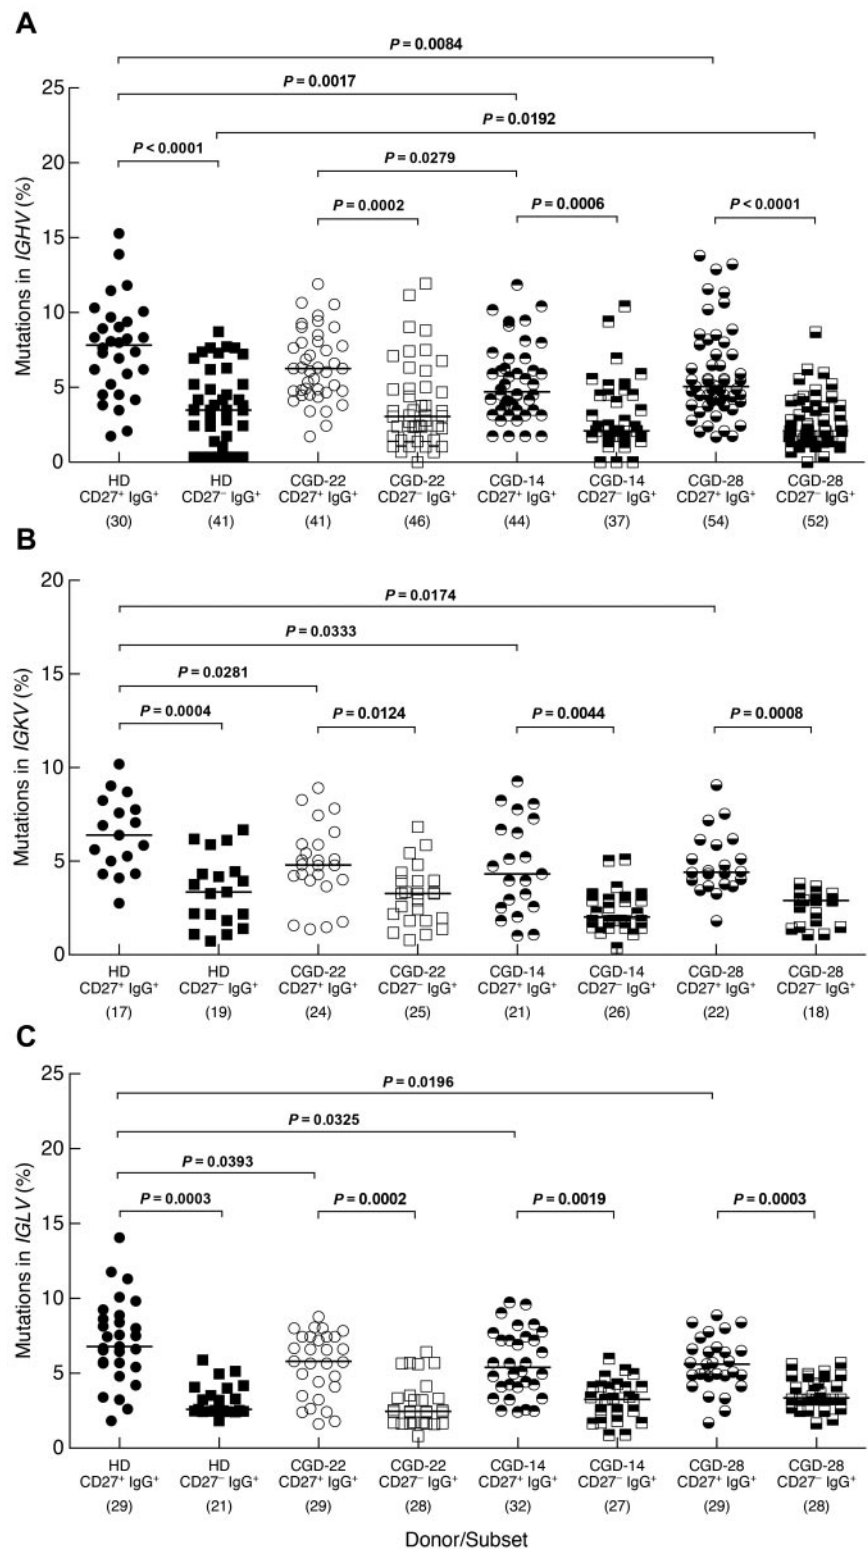 A
P = 0.0084
P = 0.0017
P = 0.0192
P < 0.0001
P = 0.0279
P = 0.0002
P = 0.0006
P < 0.0001
Mutations in IGHV (%)
25
20
15
10
5
0
HD CD27+ IgG+ (30)
HD CD27– IgG+ (41)
CGD-22 CD27+ IgG+ (41)
CGD-22 CD27– IgG+ (46)
CGD-14 CD27+ IgG+ (44)
CGD-14 CD27– IgG+ (37)
CGD-28 CD27+ IgG+ (54)
CGD-28 CD27– IgG+ (52)
B
P = 0.0174
P = 0.0333
P = 0.0281
P = 0.0004
P = 0.0124
P = 0.0044
P = 0.0008
Mutations in IGKV (%)
20
15
10
5
0
HD CD27+ IgG+ (17)
HD CD27– IgG+ (19)
CGD-22 CD27+ IgG+ (24)
CGD-22 CD27– IgG+ (25)
CGD-14 CD27+ IgG+ (21)
CGD-14 CD27– IgG+ (26)
CGD-28 CD27+ IgG+ (22)
CGD-28 CD27– IgG+ (18)
C
P = 0.0196
P = 0.0325
P = 0.0393
P = 0.0003
P = 0.0002
P = 0.0019
P = 0.0003
Mutations in IGLV (%)
25
20
15
10
5
0
HD CD27+ IgG+ (29)
HD CD27– IgG+ (21)
CGD-22 CD27+ IgG+ (29)
CGD-22 CD27– IgG+ (28)
CGD-14 CD27+ IgG+ (32)
CGD-14 CD27– IgG+ (27)
CGD-28 CD27+ IgG+ (29)
CGD-28 CD27– IgG+ (28)
Donor/Subset